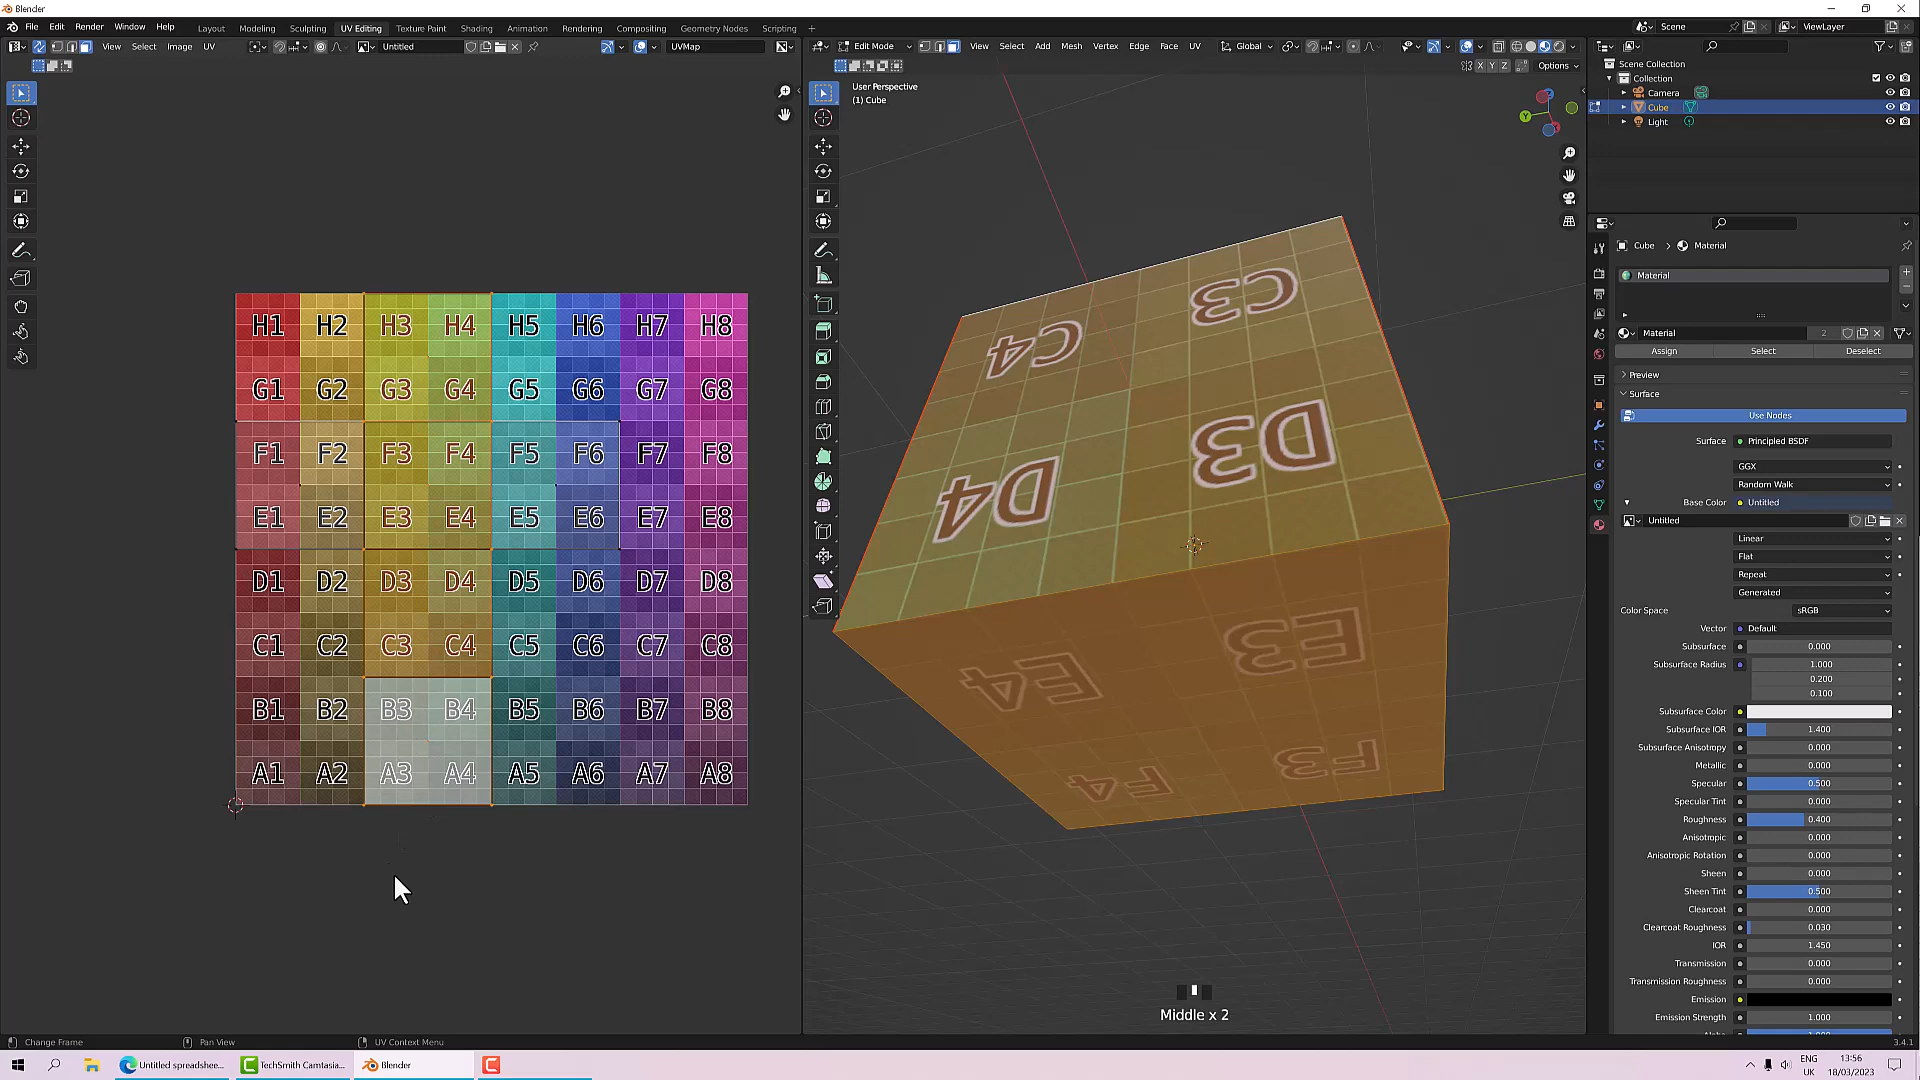 Blender
File Edit Render Window Help Layout Modeling Sculpting UV Editing Texture Paint Shading Animation Rendering Compositing Geometry Nodes Scripting +
Scene ViewLayer
View Select Image UV Untitled UVMap
Edit Mode View Select Add Mesh Vertex Edge Face UV Global
X Y Z Options
User Perspective
(1) Cube
Y
Z
X
Scene Collection
Collection
Camera
Cube
Light
H1 H2 H3 H4 H5 H6 H7 H8
G1 G2 G3 G4 G5 G6 G7 G8
F1 F2 F3 F4 F5 F6 F7 F8
E1 E2 E3 E4 E5 E6 E7 E8
D1 D2 D3 D4 D5 D6 D7 D8
C1 C2 C3 C4 C5 C6 C7 C8
B1 B2 B3 B4 B5 B6 B7 B8
A1 A2 A3 A4 A5 A6 A7 A8
C4 C3
D4 D3
E4 E3
F4 F3
Middle x 2
Cube > Material
Material
Material 2
Assign Select Deselect
Preview
Surface
Use Nodes
Surface Principled BSDF
GGX
Random Walk
Base Color Untitled
Untitled
Linear
Flat
Repeat
Generated
Color Space sRGB
Vector Default
Subsurface 0.000
Subsurface Radius 1.000
0.200
0.100
Subsurface Color
Subsurface IOR 1.400
Subsurface Anisotropy 0.000
Metallic 0.000
Specular 0.500
Specular Tint 0.000
Roughness 0.400
Anisotropic 0.000
Anisotropic Rotation 0.000
Sheen 0.000
Sheen Tint 0.500
Clearcoat 0.000
Clearcoat Roughness 0.030
IOR 1.450
Transmission 0.000
Transmission Roughness 0.000
Emission
Emission Strength 1.000
Change Frame Pan View UV Context Menu 3.4.1
Untitled spreadshe... TechSmith Camtasia... Blender
ENG
UK
13:56
18/03/2023